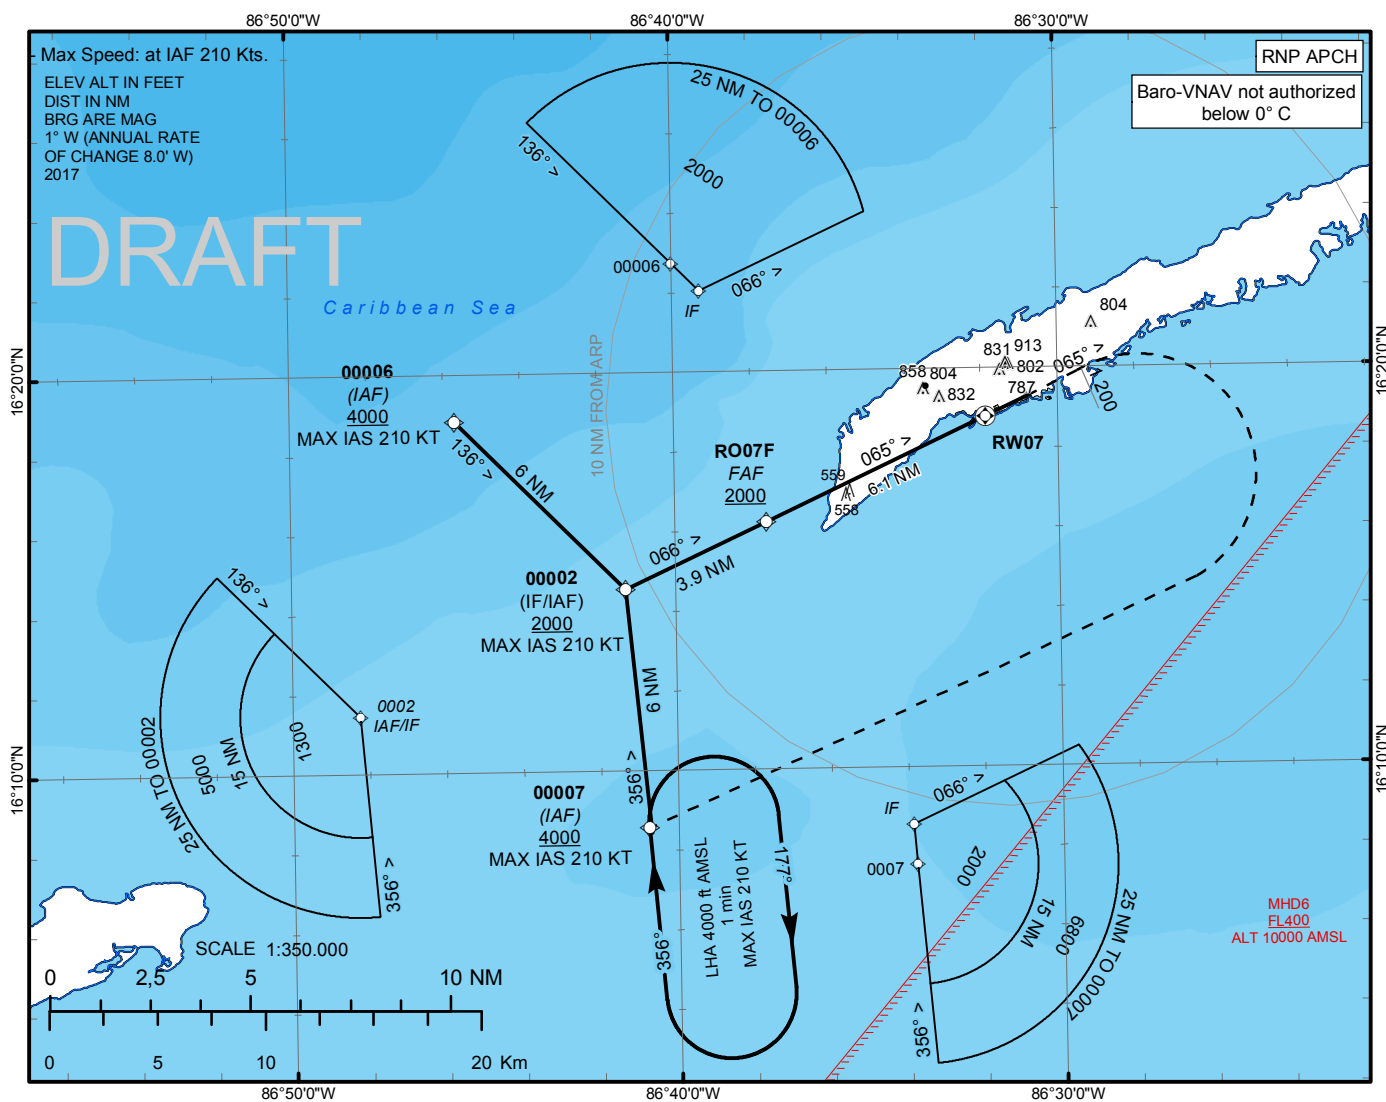 86°50'0"W
86°40'0"W
86°30'0"W
Max Speed: at IAF 210 Kts.
ELEV ALT IN FEET
DIST IN NM
BRG ARE MAG
1° W (ANNUAL RATE
OF CHANGE 8.0' W)
2017
DRAFT
RNP APCH
Baro-VNAV not authorized
below 0° C
25 NM TO 00006
2000
136° >
066° >
00006
IF
Caribbean Sea
10 NM FROM ARP
16°20'0"N
16°20'0"N
00006
(IAF)
4000
MAX IAS 210 KT
136° >
6 NM
RO07F
FAF
2000
804
831
913
802
787
858
804
832
065° >
200
RW07
065° >
6.1 NM
559
558
066° >
3.9 NM
00002
(IF/IAF)
2000
MAX IAS 210 KT
6 NM
356° >
136° >
0002
IAF/IF
1300
15 NM
5000
25 NM TO 00002
356° >
16°10'0"N
16°10'0"N
00007
(IAF)
4000
MAX IAS 210 KT
LHA 4000 ft AMSL
1 min
MAX IAS 210 KT
177°
356°
066° >
IF
0007
2000
15 NM
6800
25 NM TO 00007
356° >
MHD6
FL400
ALT 10000 AMSL
SCALE 1:350.000
0 2,5 5 10 NM
0 5 10 20 Km
86°50'0"W
86°40'0"W
86°30'0"W